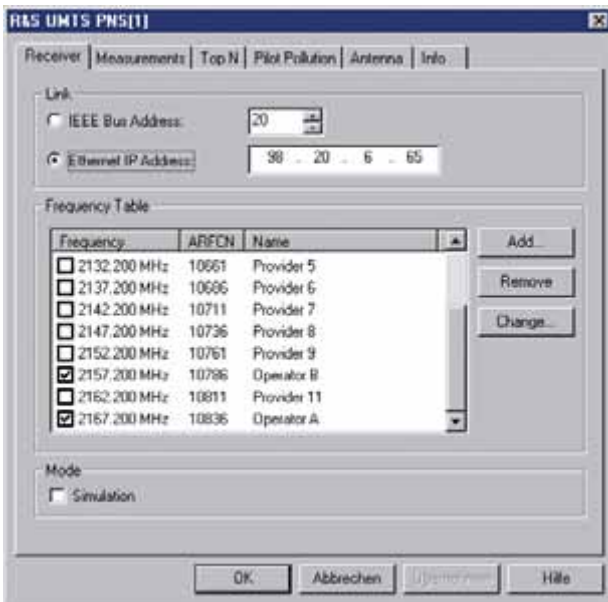 R&S UMTS PNS[1]
Receiver Measurements Top N Pilot Pollution Antenna Info
Link
IEEE Bus Address: 20
Ethernet IP Address: 98 . 20 . 6 . 65
Frequency Table
Frequency ARFCN Name
2132.200 MHz 10661 Provider 5
2137.200 MHz 10686 Provider 6
2142.200 MHz 10711 Provider 7
2147.200 MHz 10736 Provider 8
2152.200 MHz 10761 Provider 9
2157.200 MHz 10786 Operator B
2162.200 MHz 10811 Provider 11
2167.200 MHz 10836 Operator A
Add...
Remove
Change...
Mode
Simulation
OK Abbrechen Übernehmen Hilfe